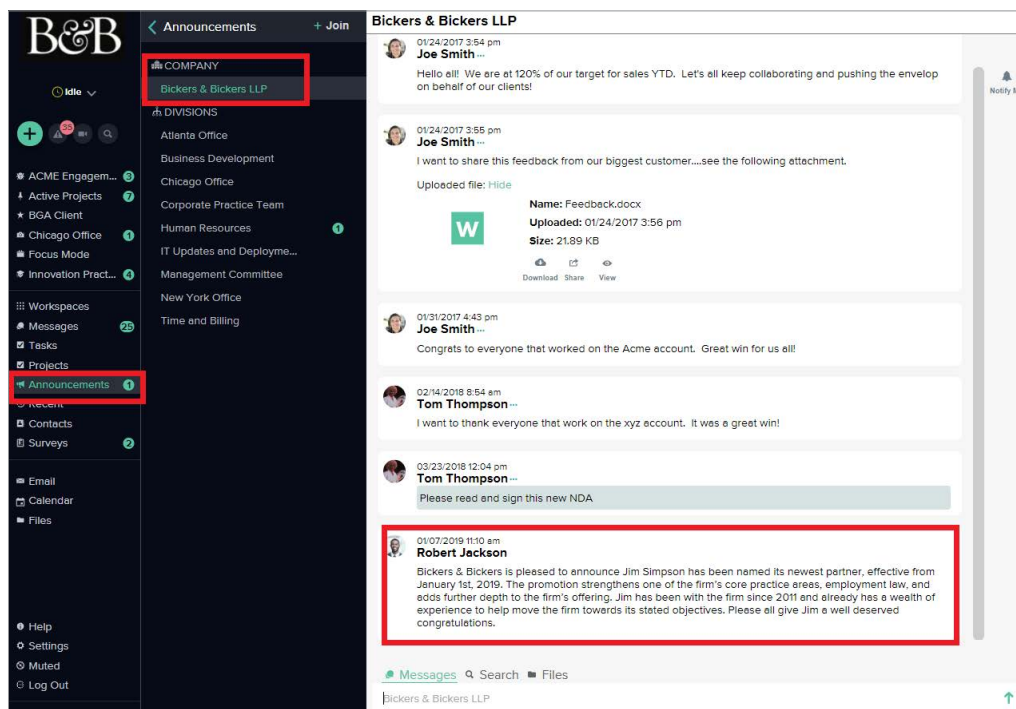 B&B
Idle
35
ACME Engagem... 3
Active Projects 7
BGA Client
Chicago Office 1
Focus Mode
Innovation Pract... 4
Workspaces
Messages 25
Tasks
Projects
Announcements 1
Recent
Contacts
Surveys 2
Email
Calendar
Files
Help
Settings
Muted
Log Out
Announcements + Join
COMPANY
Bickers & Bickers LLP
DIVISIONS
Atlanta Office
Business Development
Chicago Office
Corporate Practice Team
Human Resources 1
IT Updates and Deployme...
Management Committee
New York Office
Time and Billing
Bickers & Bickers LLP
01/24/2017 3:54 pm
Joe Smith ...
Hello all! We are at 120% of our target for sales YTD. Let's all keep collaborating and pushing the envelop
on behalf of our clients!
01/24/2017 3:55 pm
Joe Smith ...
I want to share this feedback from our biggest customer....see the following attachment.
Uploaded file: Hide
W
Name: Feedback.docx
Uploaded: 01/24/2017 3:56 pm
Size: 21.89 KB
Download Share View
01/31/2017 4:43 pm
Joe Smith ...
Congrats to everyone that worked on the Acme account. Great win for us all!
02/14/2018 8:54 am
Tom Thompson ...
I want to thank everyone that work on the xyz account. It was a great win!
03/23/2018 12:04 pm
Tom Thompson ...
Please read and sign this new NDA
01/07/2019 11:10 am
Robert Jackson
Bickers & Bickers is pleased to announce Jim Simpson has been named its newest partner, effective from
January 1st, 2019. The promotion strengthens one of the firm's core practice areas, employment law, and
adds further depth to the firm's offering. Jim has been with the firm since 2011 and already has a wealth of
experience to help move the firm towards its stated objectives. Please all give Jim a well deserved
congratulations.
Notify M
Messages Search Files
Bickers & Bickers LLP